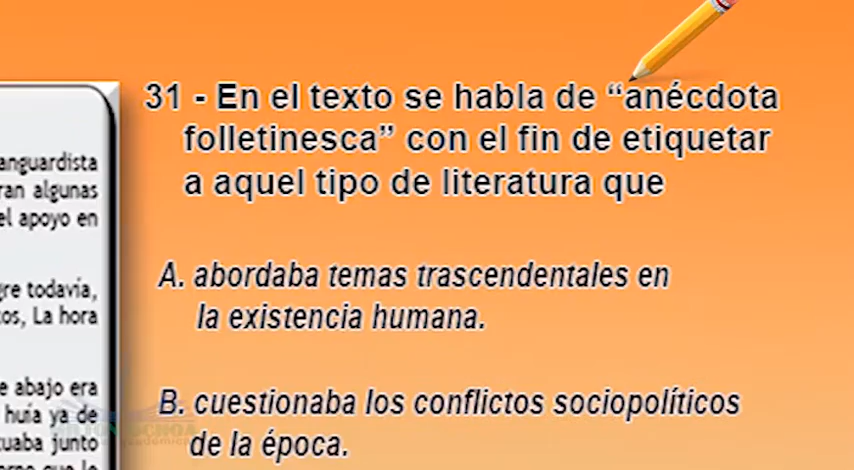 31 - En el texto se habla de “anécdota
folletinesca” con el fin de etiquetar
a aquel tipo de literatura que
A. abordaba temas trascendentales en
la existencia humana.
B. cuestionaba los conflictos sociopolíticos
de la época.
anguardista
ran algunas
el apoyo en
gre todavía,
os, La hora
e abajo era
huía ya de
tuaba junto